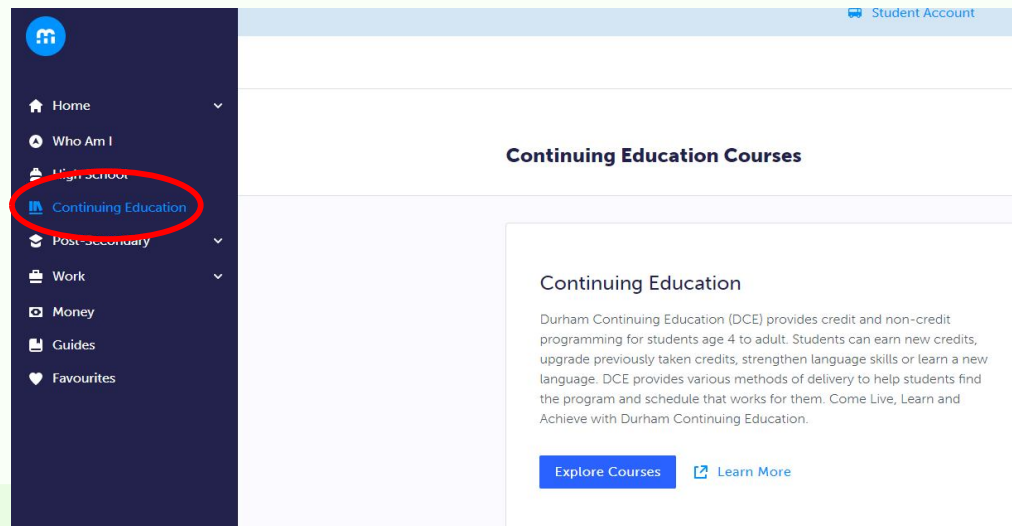 Student Account
m
Home
Who Am I
High School
Continuing Education
Post-Secondary
Work
Money
Guides
Favourites
Continuing Education Courses
Continuing Education
Durham Continuing Education (DCE) provides credit and non-credit
programming for students age 4 to adult. Students can earn new credits,
upgrade previously taken credits, strengthen language skills or learn a new
language. DCE provides various methods of delivery to help students find
the program and schedule that works for them. Come Live, Learn and
Achieve with Durham Continuing Education.
Explore Courses
Learn More